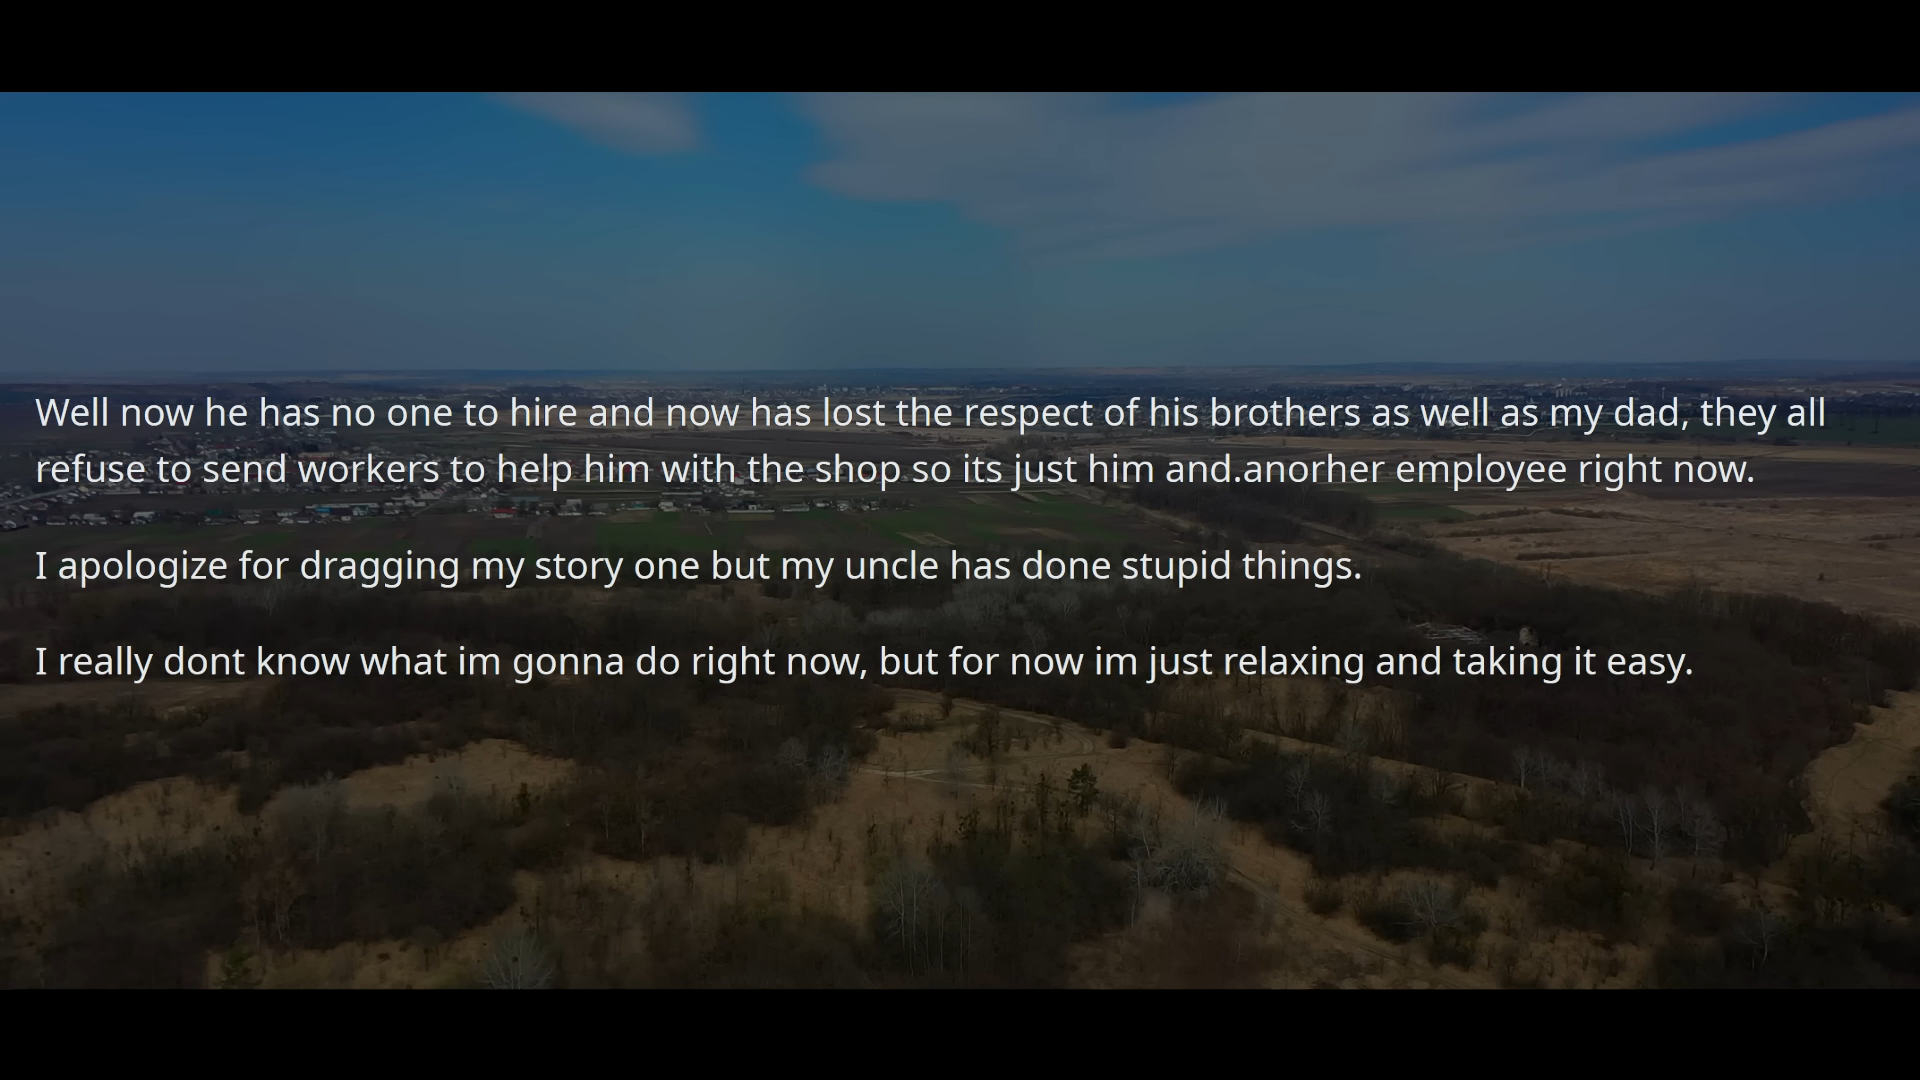 Well now he has no one to hire and now has lost the respect of his brothers as well as my dad, they all
refuse to send workers to help him with the shop so its just him and.anorher employee right now.
I apologize for dragging my story one but my uncle has done stupid things.
I really dont know what im gonna do right now, but for now im just relaxing and taking it easy.